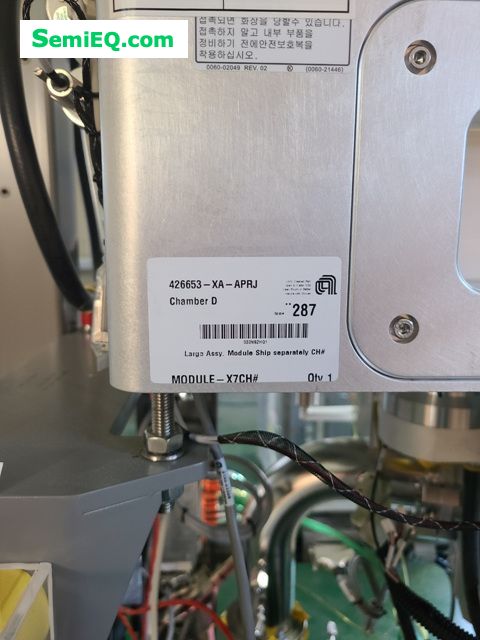 SemiEQ.com
접촉되면 화상을 당할수 있습니다.
접촉하지 말고 내부 부품을
정비하기 전에안전보호복을
착용하십시오.
0060-02049 REV. 02 (0060-21446)
426653-XA-APRJ
Chamber D
287
Large Assy. Module Ship separately CH#
MODULE-X7CH# Qty 1